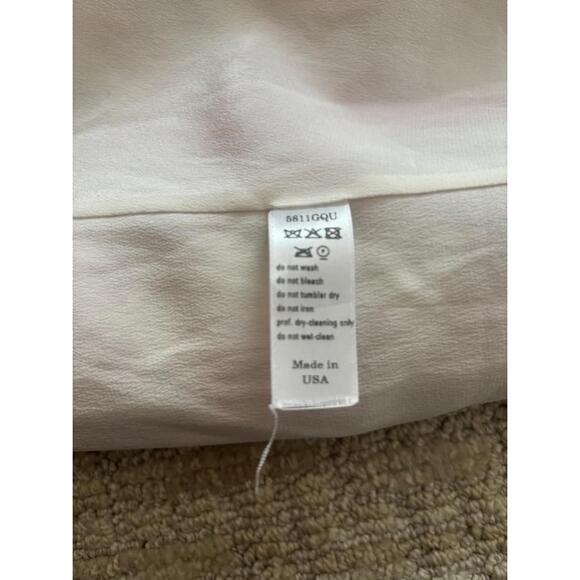 5611GQU
do not wash
do not bleach
do not tumbler dry
do not iron
prof. dry-cleaning only
do not wet-clean
Made in
USA